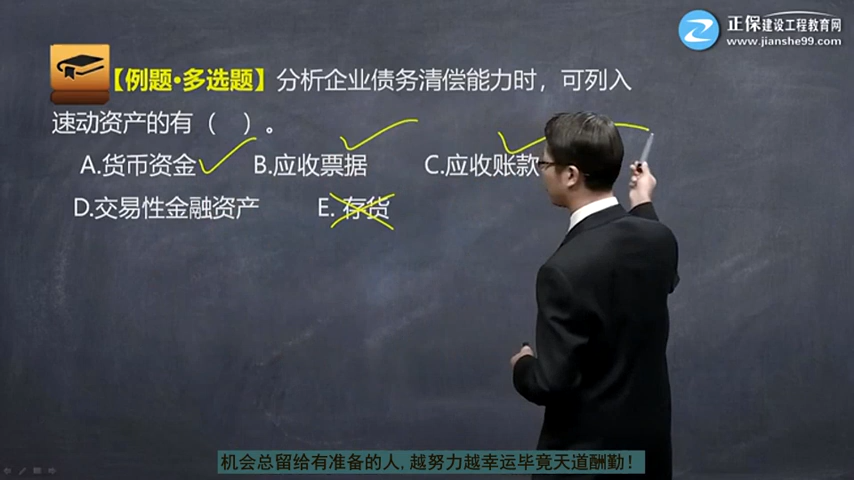 正保建设工程教育网
www.jianshe99.com
【例题·多选题】分析企业债务清偿能力时，可列入
速动资产的有（ ）。
A.货币资金 B.应收票据 C.应收账款
D.交易性金融资产 E.存货
机会总留给有准备的人,越努力越幸运毕竟天道酬勤！